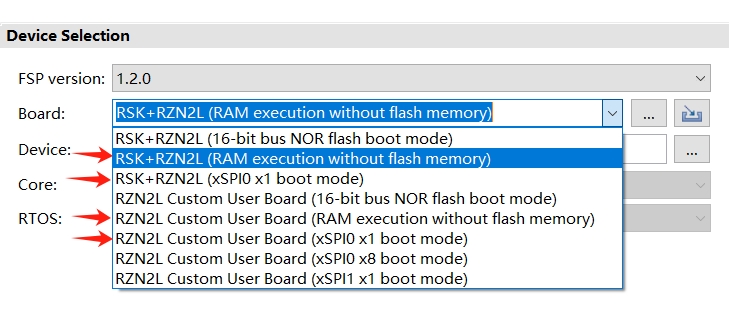 Device Selection
FSP version: 1.2.0
Board: RSK+RZN2L (RAM execution without flash memory) ...
RSK+RZN2L (16-bit bus NOR flash boot mode)
Device: RSK+RZN2L (RAM execution without flash memory) ...
RSK+RZN2L (xSPI0 x1 boot mode)
Core:
RZN2L Custom User Board (16-bit bus NOR flash boot mode)
RTOS: RZN2L Custom User Board (RAM execution without flash memory)
RZN2L Custom User Board (xSPI0 x1 boot mode)
RZN2L Custom User Board (xSPI0 x8 boot mode)
RZN2L Custom User Board (xSPI1 x1 boot mode)